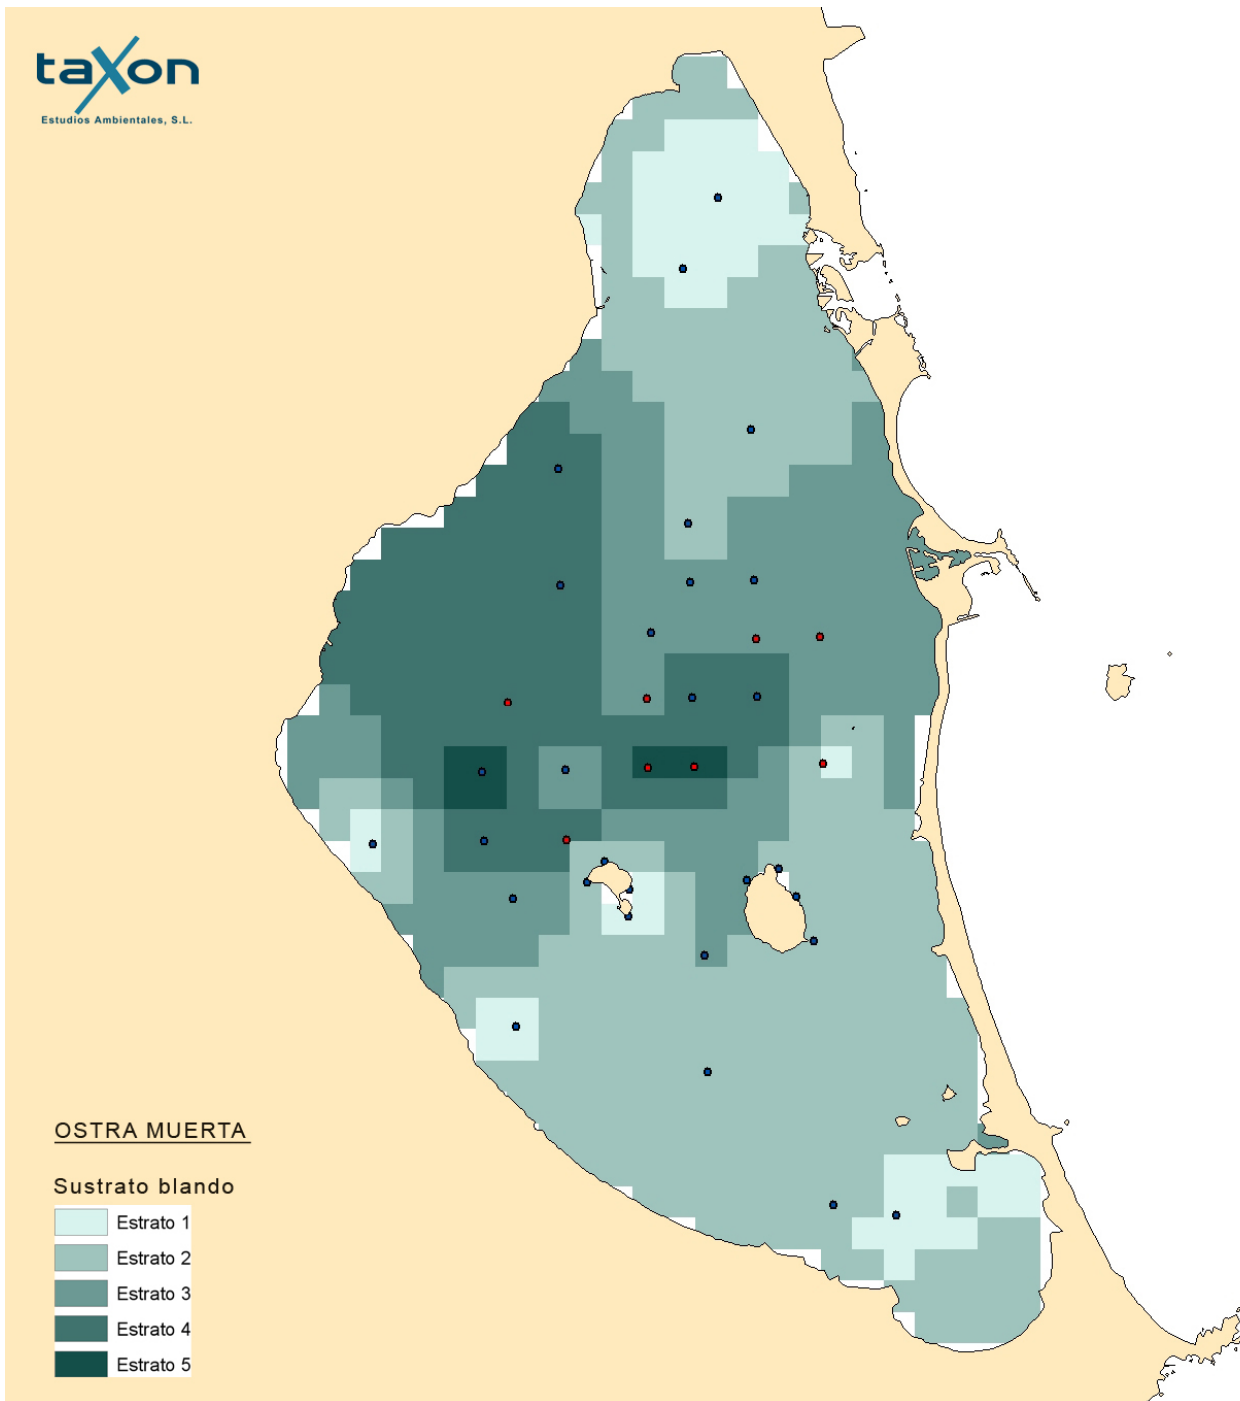 taxon
Estudios Ambientales, S.L.
OSTRA MUERTA
Sustrato blando
Estrato 1
Estrato 2
Estrato 3
Estrato 4
Estrato 5